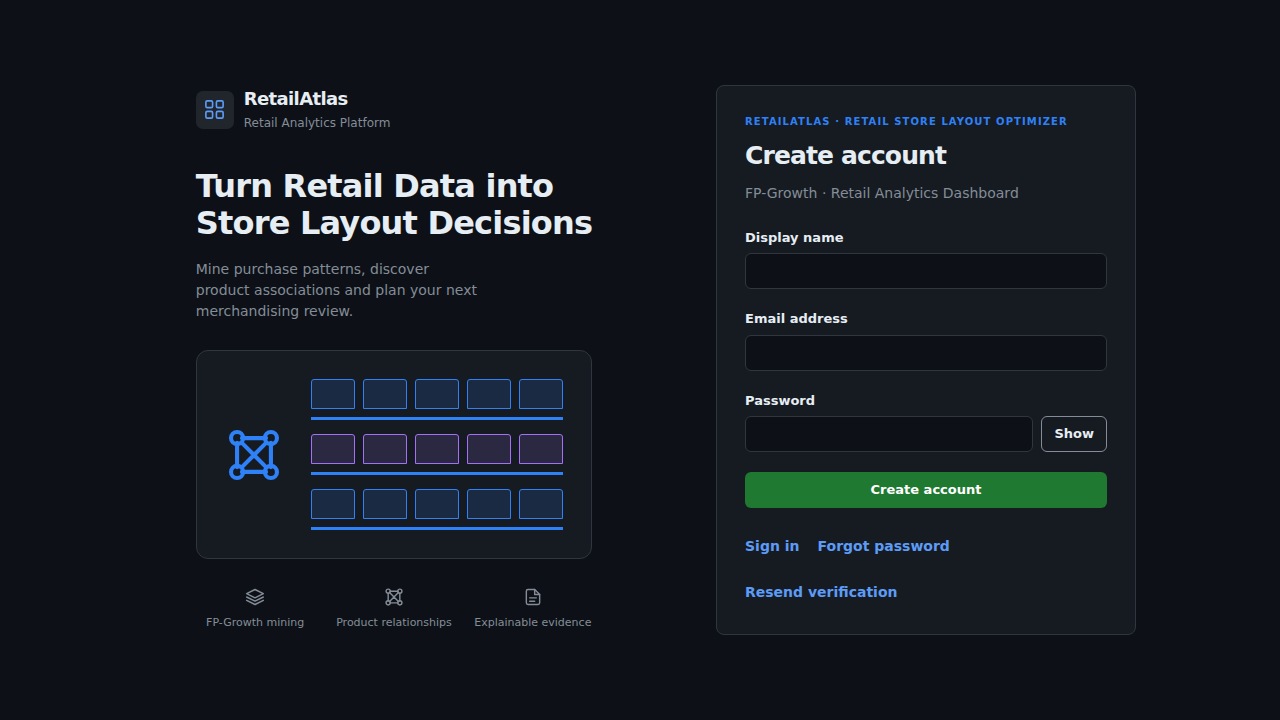 RetailAtlas
Retail Analytics Platform
Turn Retail Data into
Store Layout Decisions
Mine purchase patterns, discover
product associations and plan your next
merchandising review.
FP-Growth mining
Product relationships
Explainable evidence
RETAILATLAS · RETAIL STORE LAYOUT OPTIMIZER
Create account
FP-Growth · Retail Analytics Dashboard
Display name
Email address
Password
Show
Create account
Sign in
Forgot password
Resend verification